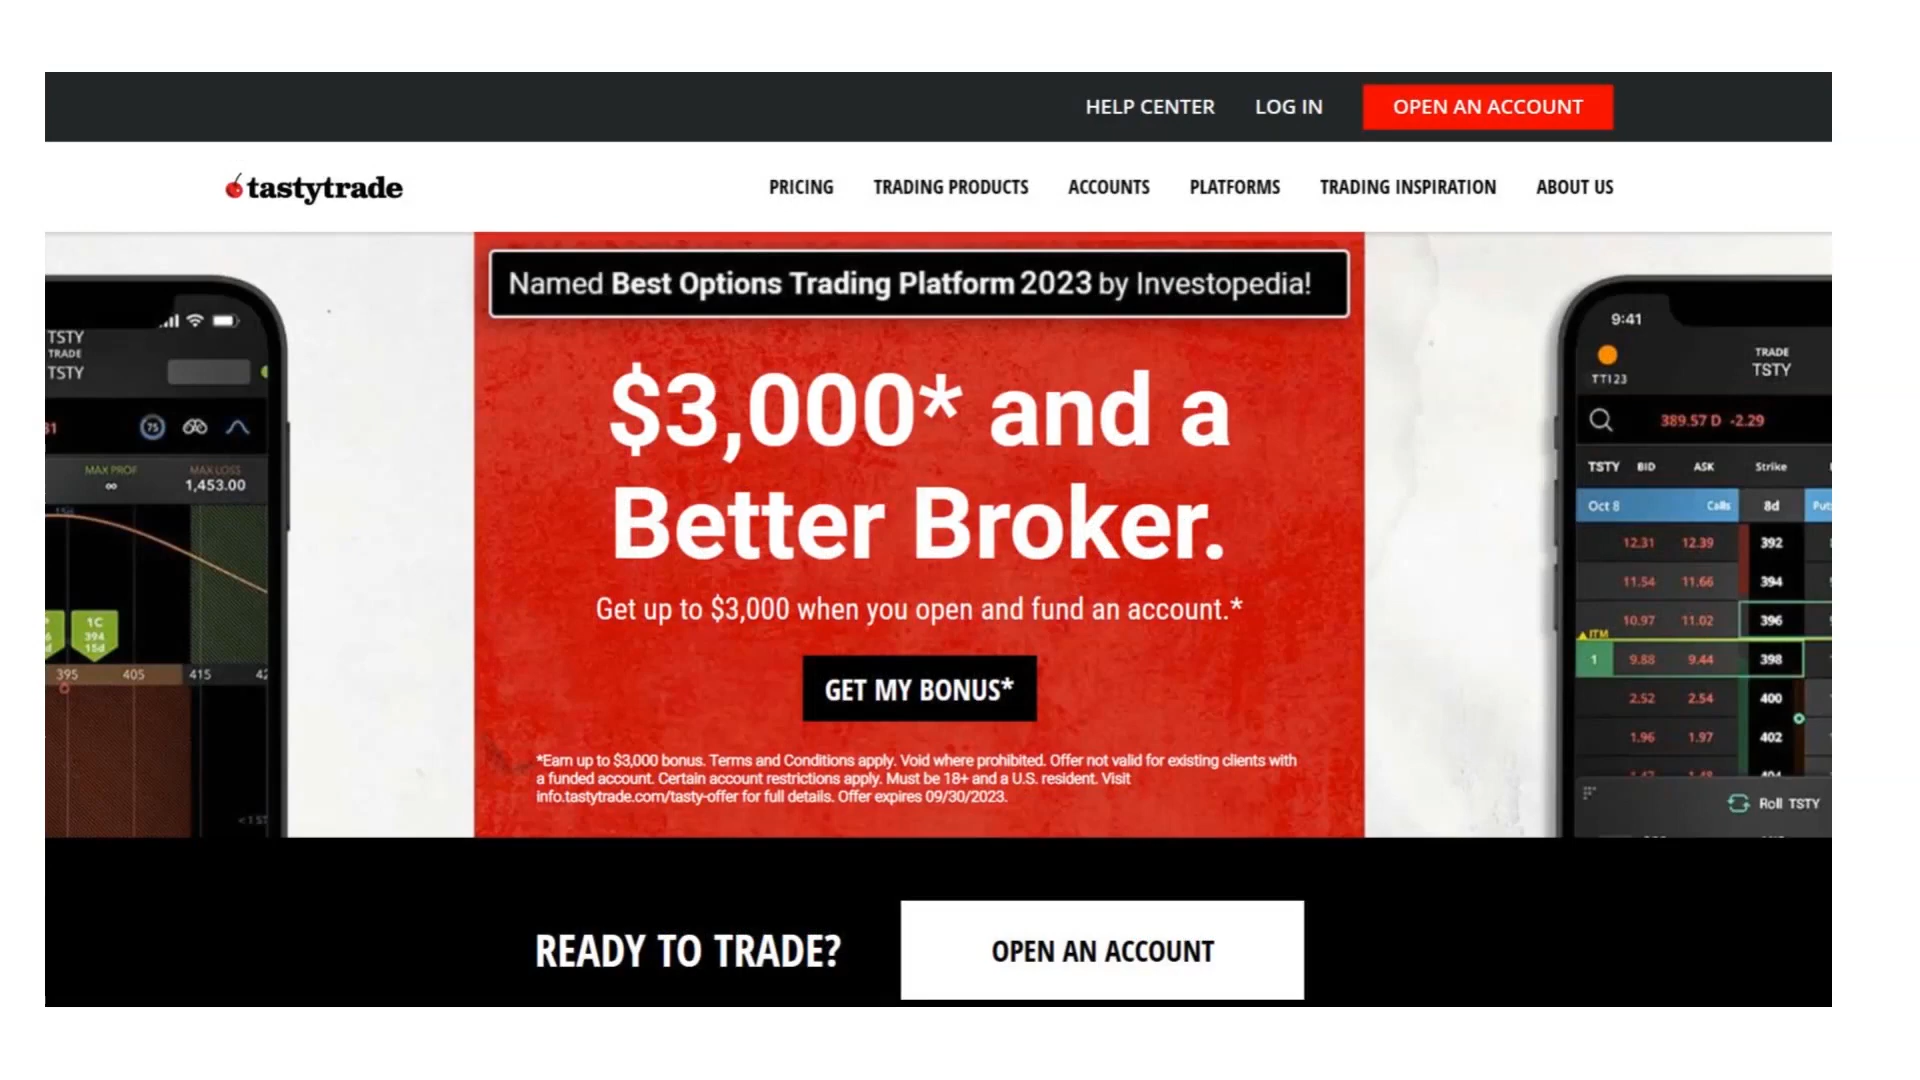 HELP CENTER LOG IN OPEN AN ACCOUNT
tastytrade PRICING TRADING PRODUCTS ACCOUNTS PLATFORMS TRADING INSPIRATION ABOUT US
Named Best Options Trading Platform 2023 by Investopedia!
$3,000* and a
Better Broker.
Get up to $3,000 when you open and fund an account.*
GET MY BONUS*
*Earn up to $3,000 bonus. Terms and Conditions apply. Void where prohibited. Offer not valid for existing clients with
a funded account. Certain account restrictions apply. Must be 18+ and a U.S. resident. Visit
info.tastytrade.com/tasty-offer for full details. Offer expires 09/30/2023.
TSTY
TRADE
TSTY
75
MAX PROF MAX LOSS
∞ 1,453.00
15d
1C
394
15d
395 405 415
9:41
TRADE
TTI23 TSTY
389.57 D -2.29
TSTY BID ASK Strike
Oct 8 Calls 8d
12.31 12.39 392
11.54 11.66 394
10.97 11.02 396
ITM
1 9.88 9.44 398
2.52 2.54 400
1.96 1.97 402
Roll TSTY
READY TO TRADE? OPEN AN ACCOUNT